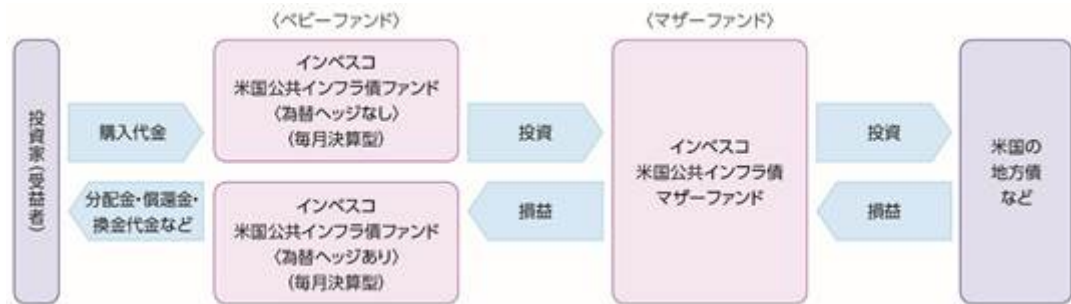 〈ベビーファンド〉
〈マザーファンド〉
投資家(受益者)
購入代金
分配金・償還金・
換金代金など
インベスコ
米国公共インフラ債ファンド
〈為替ヘッジなし〉
(毎月決算型)
インベスコ
米国公共インフラ債ファンド
〈為替ヘッジあり〉
(毎月決算型)
投資
損益
インベスコ
米国公共インフラ債
マザーファンド
投資
損益
米国の
地方債
など